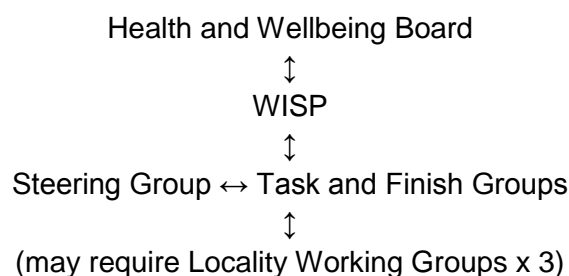 Health and Wellbeing Board
↕
WISP
↕
Steering Group ↔ Task and Finish Groups
↕
(may require Locality Working Groups x 3)